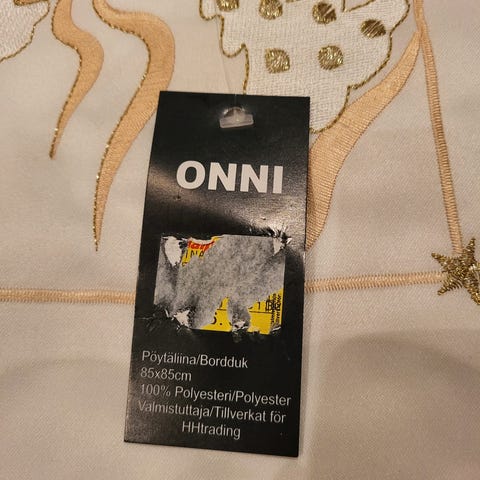 ONNI
Pöytäliina/Bordduk
85x85cm
100% Polyesteri/Polyester
Valmistuttaja/Tillverkat för
HHtrading